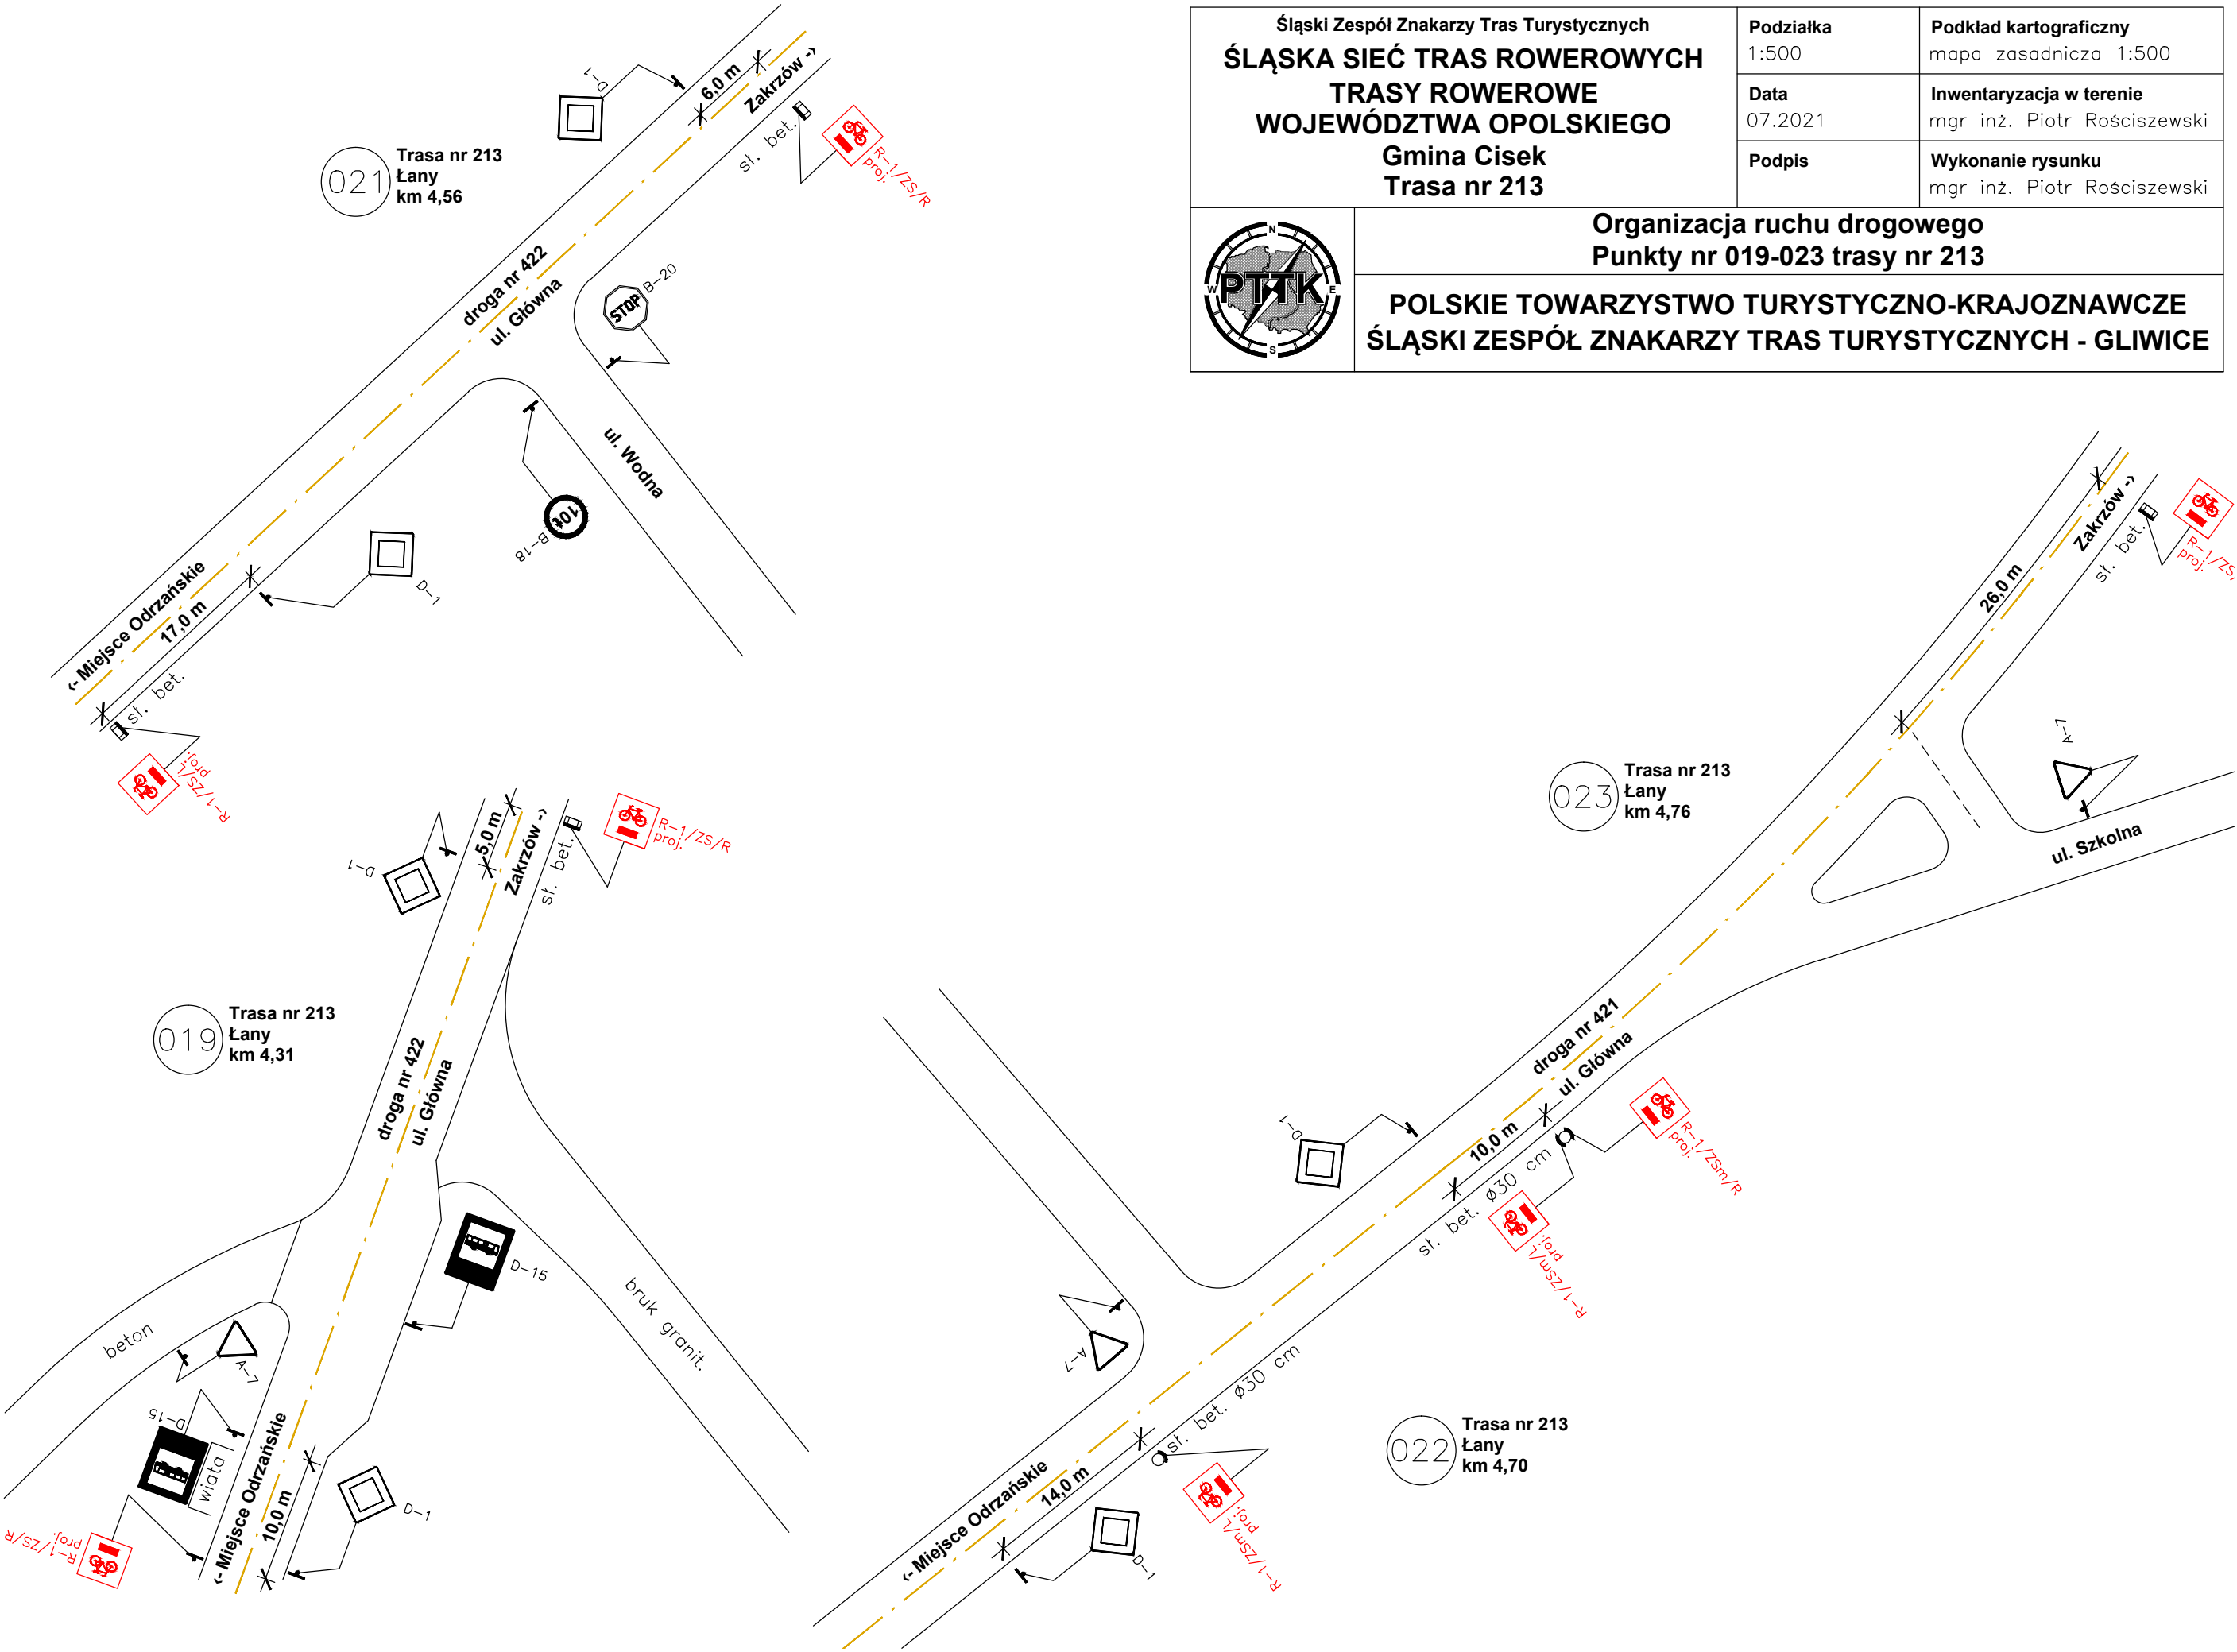 Śląski Zespół Znakarzy Tras Turystycznych
ŚLĄSKA SIEĆ TRAS ROWEROWYCH
TRASY ROWEROWE
WOJEWÓDZTWA OPOLSKIEGO
Gmina Cisek
Trasa nr 213
Podziałka
1:500
Podkład kartograficzny
mapa zasadnicza 1:500
Data
07.2021
Inwentaryzacja w terenie
mgr inż. Piotr Rościszewski
Podpis
Wykonanie rysunku
mgr inż. Piotr Rościszewski
N
W
E
S
PTTK
Organizacja ruchu drogowego
Punkty nr 019-023 trasy nr 213
POLSKIE TOWARZYSTWO TURYSTYCZNO-KRAJOZNAWCZE
ŚLĄSKI ZESPÓŁ ZNAKARZY TRAS TURYSTYCZNYCH - GLIWICE
021
Trasa nr 213
Łany
km 4,56
D-1
6,0 m
Zakrzów ->
sł. bet.
R-1/ZS/R
proj.
droga nr 422
ul. Główna
STOP
B-20
ul. Wodna
10t
B-18
D-1
<- Miejsce Odrzańskie
17,0 m
sł. bet.
R-1/ZS/L
proj.
019
Trasa nr 213
Łany
km 4,31
D-1
5,0 m
Zakrzów ->
sł. bet.
R-1/ZS/R
proj.
droga nr 422
ul. Główna
D-15
bruk granit.
beton
A-7
D-15
wiata
<- Miejsce Odrzańskie
10,0 m
D-1
R-1/ZS/R
proj.
023
Trasa nr 213
Łany
km 4,76
26,0 m
Zakrzów ->
sł. bet.
R-1/ZS/
proj.
A-7
ul. Szkolna
droga nr 421
ul. Główna
10,0 m
sł. bet. ø30 cm
R-1/ZSm/R
proj.
R-1/ZSm/L
proj.
022
Trasa nr 213
Łany
km 4,70
D-1
A-7
sł. bet. ø30 cm
<- Miejsce Odrzańskie
14,0 m
R-1/ZSm/L
proj.
D-1